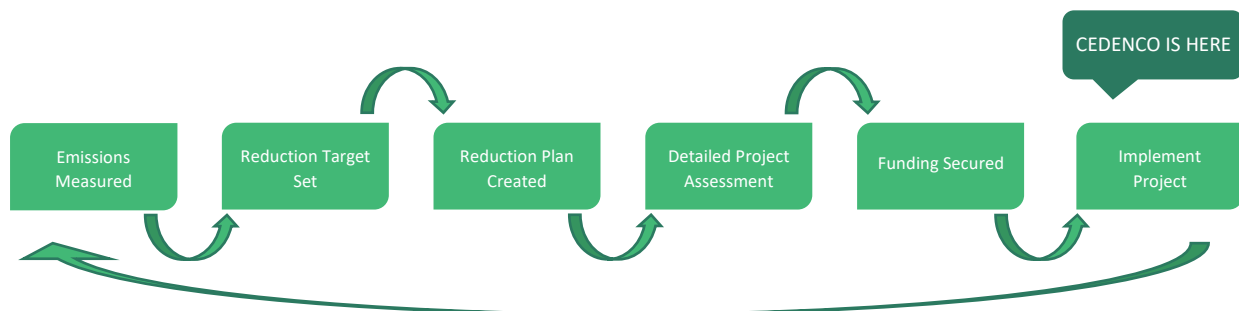 CEDENCO IS HERE
Emissions
Measured
Reduction Target
Set
Reduction Plan
Created
Detailed Project
Assessment
Funding Secured
Implement
Project